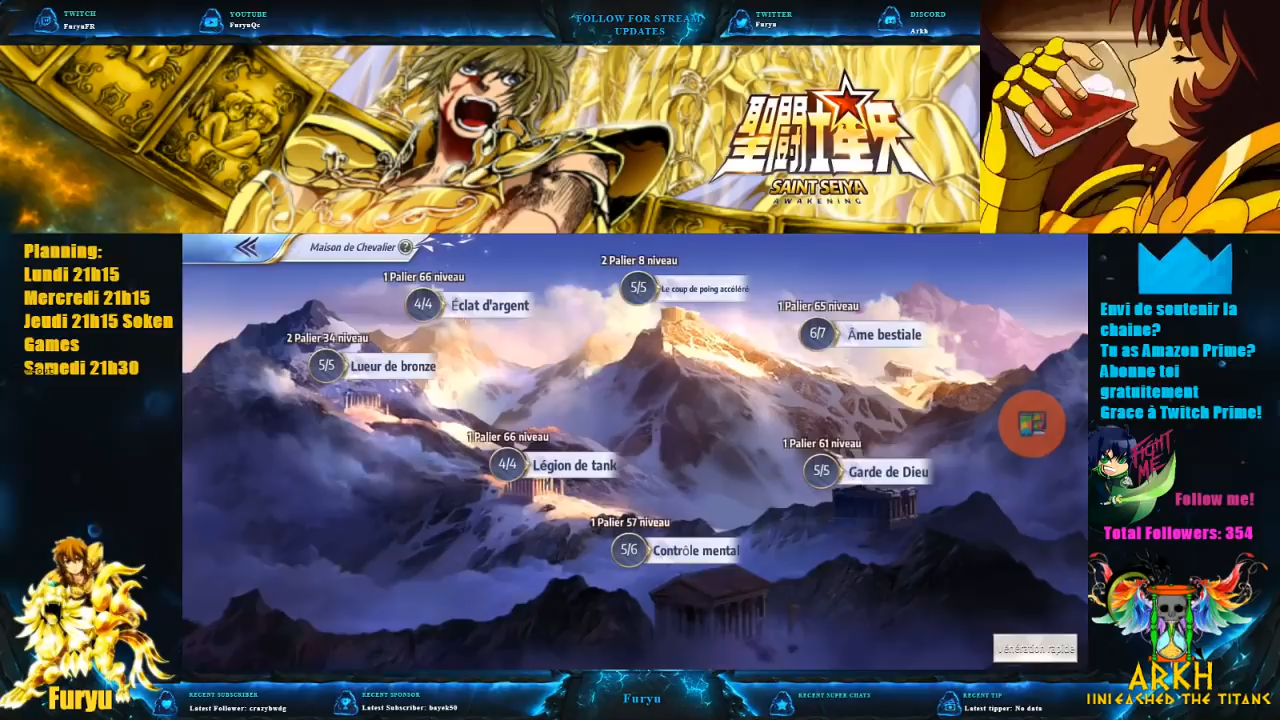 TWITCH
FuryuFR
YOUTUBE
FuryuQc
FOLLOW FOR STREAM
UPDATES
TWITTER
Furyu
DISCORD
Arkh
聖闘士星矢
SAINT SEIYA
AWAKENING
Planning:
Lundi 21h15
Mercredi 21h15
Jeudi 21h15 Soken
Games
Samedi 21h30
Maison de Chevalier ?
1 Palier 66 niveau
4/4 Éclat d'argent
2 Palier 8 niveau
5/5 Le coup de poing accéléré
1 Palier 65 niveau
6/7 Âme bestiale
2 Palier 34 niveau
5/5 Lueur de bronze
1 Palier 66 niveau
4/4 Légion de tank
1 Palier 61 niveau
5/5 Garde de Dieu
1 Palier 57 niveau
5/6 Contrôle mental
Vénération rapide
Envi de soutenir la
chaine?
Tu as Amazon Prime?
Abonne toi
gratuitement
Grace à Twitch Prime!
FIGHT
ME
Follow me!
Total Followers: 354
ARKH
UNLEASHED THE TITANS
Furyu
RECENT SUBSCRIBER
Latest Follower: crazybwdg
RECENT SPONSOR
Latest Subscriber: bayek50
Furyu
RECENT SUPER CHATS
RECENT TIP
Latest tipper: No data